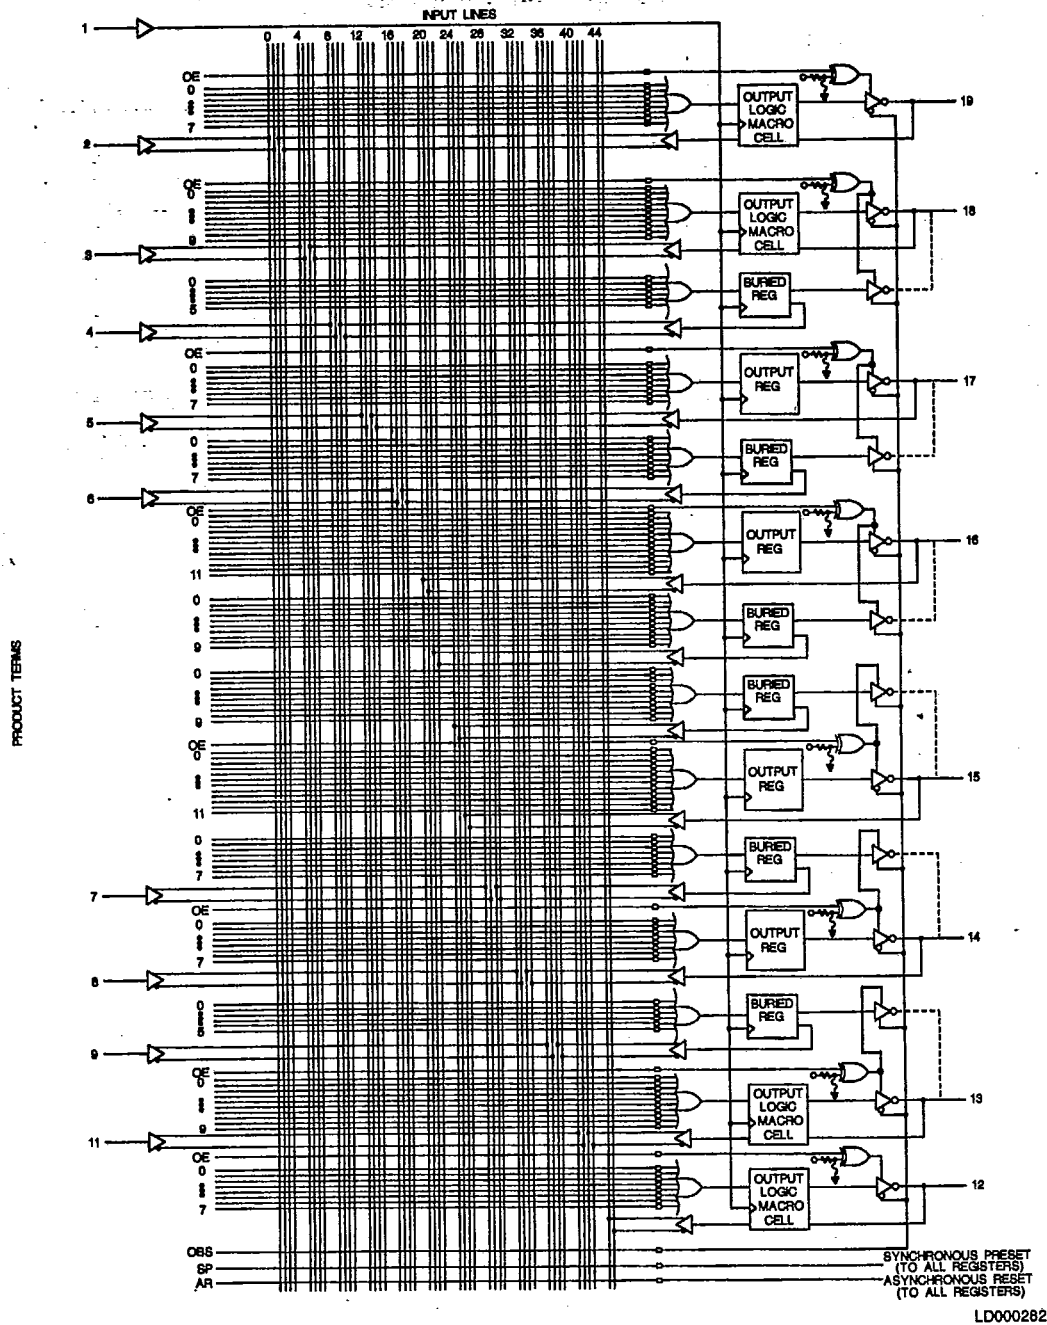 INPUT LINES
1
0 4 8 12 16 20 24 28 32 36 40 44
OE
0
7
OUTPUT
LOGIC
MACRO
CELL
19
2
OE
0
9
OUTPUT
LOGIC
MACRO
CELL
18
3
0
5
BURIED
REG
4
OE
0
7
OUTPUT
REG
17
5
0
7
BURIED
REG
6
OE
0
11
OUTPUT
REG
16
0
9
BURIED
REG
PRODUCT TERMS
0
9
BURIED
REG
OE
0
11
OUTPUT
REG
15
0
7
BURIED
REG
7
OE
0
7
OUTPUT
REG
14
8
0
5
BURIED
REG
9
OE
0
9
OUTPUT
LOGIC
MACRO
CELL
13
11
OE
0
7
OUTPUT
LOGIC
MACRO
CELL
12
OBS
SP
AR
SYNCHRONOUS PRESET
(TO ALL REGISTERS)
ASYNCHRONOUS RESET
(TO ALL REGISTERS)
LD000282